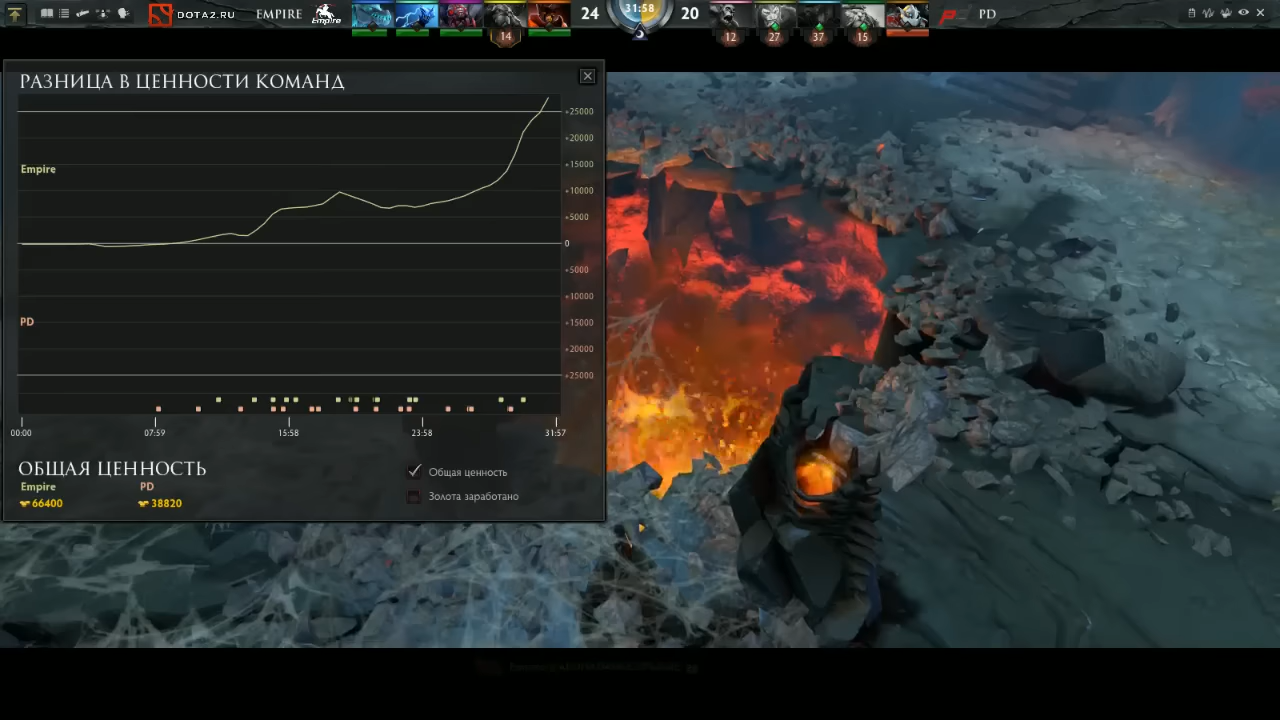 DOTA2.RU EMPIRE Empire 24 31:58 20 PD
14 12 27 37 15
РАЗНИЦА В ЦЕННОСТИ КОМАНД
+25000
+20000
Empire
+15000
+10000
+5000
0
+5000
+10000
PD
+15000
+20000
+25000
00:00 07:59 15:58 23:58 31:57
ОБЩАЯ ЦЕННОСТЬ
Empire PD
66400 38820
Общая ценность
Золота заработано